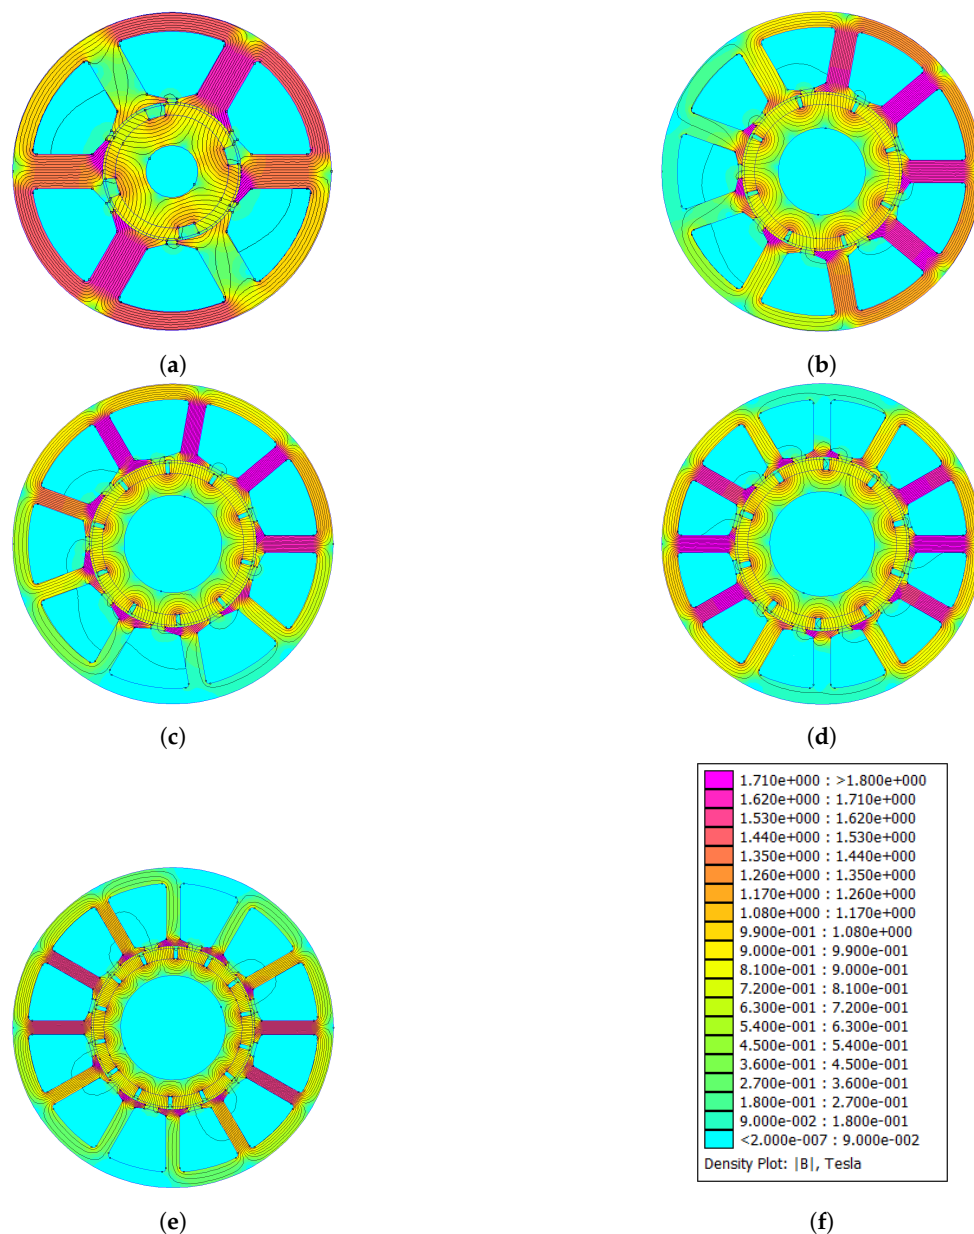 (a)
(b)
(c)
(d)
1.710e+000 : >1.800e+000
1.620e+000 : 1.710e+000
1.530e+000 : 1.620e+000
1.440e+000 : 1.530e+000
1.350e+000 : 1.440e+000
1.260e+000 : 1.350e+000
1.170e+000 : 1.260e+000
1.080e+000 : 1.170e+000
9.900e-001 : 1.080e+000
9.000e-001 : 9.900e-001
8.100e-001 : 9.000e-001
7.200e-001 : 8.100e-001
6.300e-001 : 7.200e-001
5.400e-001 : 6.300e-001
4.500e-001 : 5.400e-001
3.600e-001 : 4.500e-001
2.700e-001 : 3.600e-001
1.800e-001 : 2.700e-001
9.000e-002 : 1.800e-001
<2.000e-007 : 9.000e-002
Density Plot: |B|, Tesla
(e)
(f)